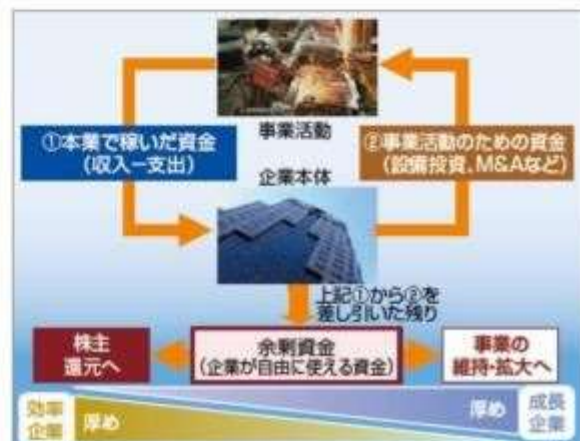 事業活動
①本業で稼いだ資金
(収入ー支出)
②事業活動のための資金
(設備投資、M&Aなど)
企業本体
上記①から②を
差し引いた残り
株主
還元へ
余剰資金
(企業が自由に使える資金)
事業の
維持・拡大へ
効率
企業
厚め
厚め
成長
企業